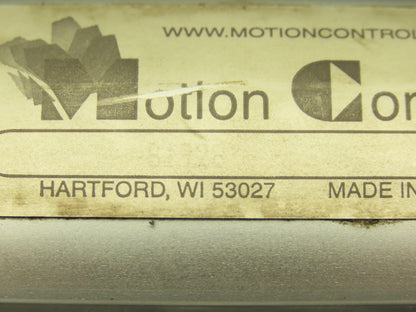 WWW.MOTIONCONTROL
Motion Con
HARTFORD, WI 53027 MADE IN